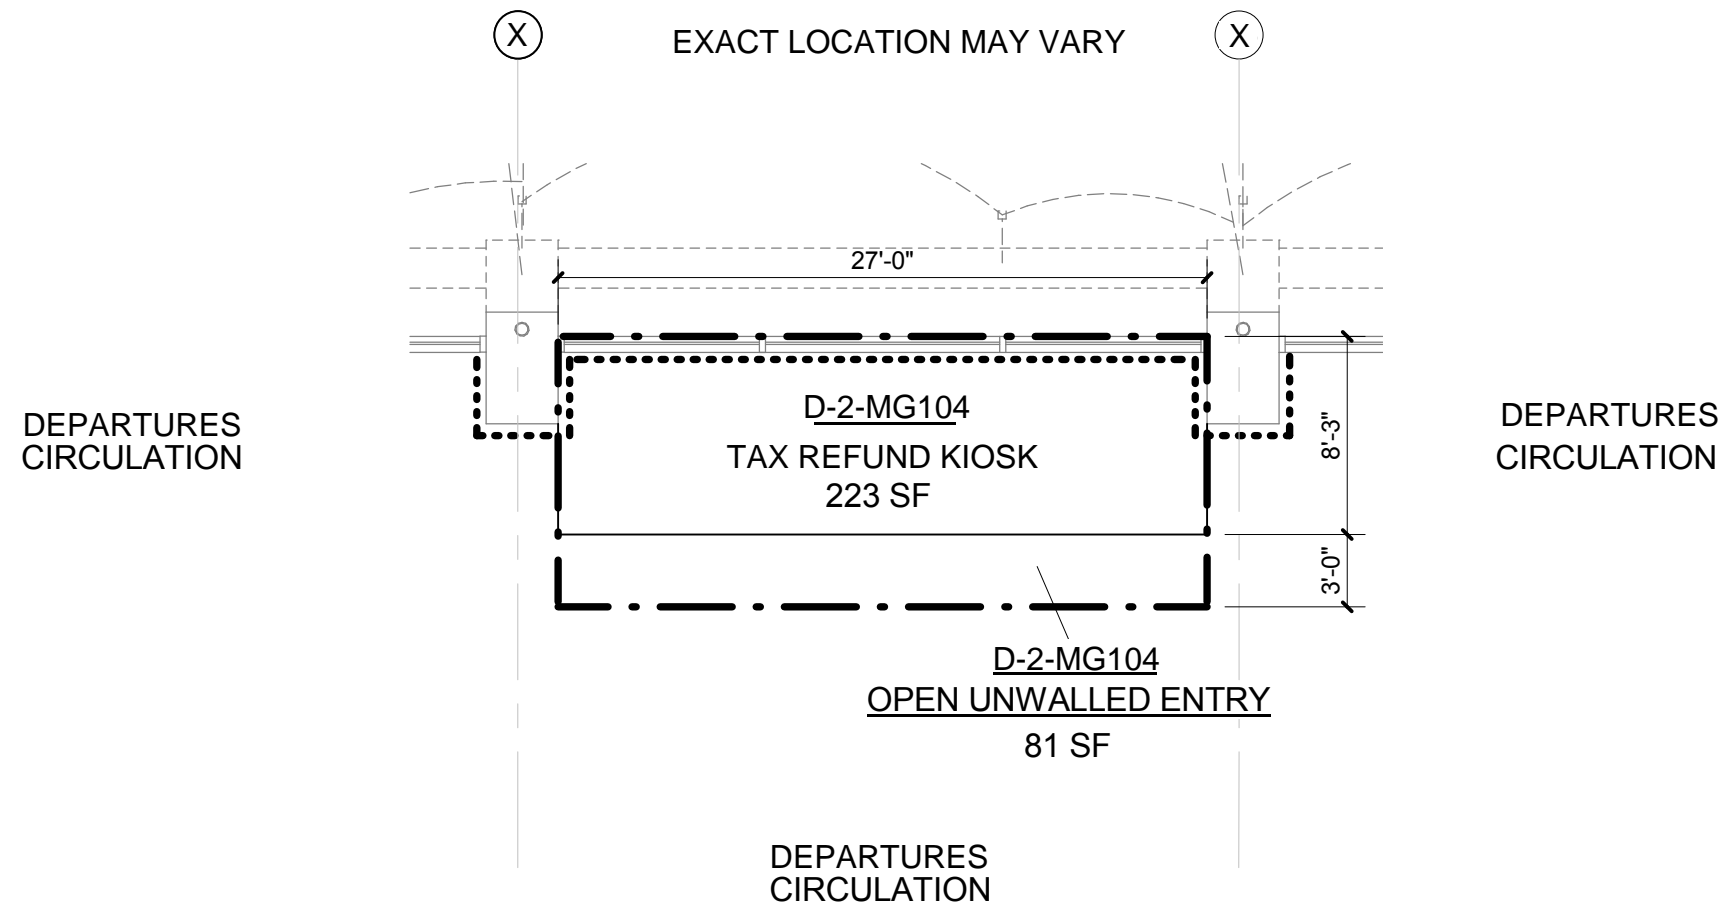 X
EXACT LOCATION MAY VARY
X
27'-0"
D-2-MG104
TAX REFUND KIOSK
223 SF
DEPARTURES
CIRCULATION
DEPARTURES
CIRCULATION
8'-3"
3'-0"
D-2-MG104
OPEN UNWALLED ENTRY
81 SF
DEPARTURES
CIRCULATION